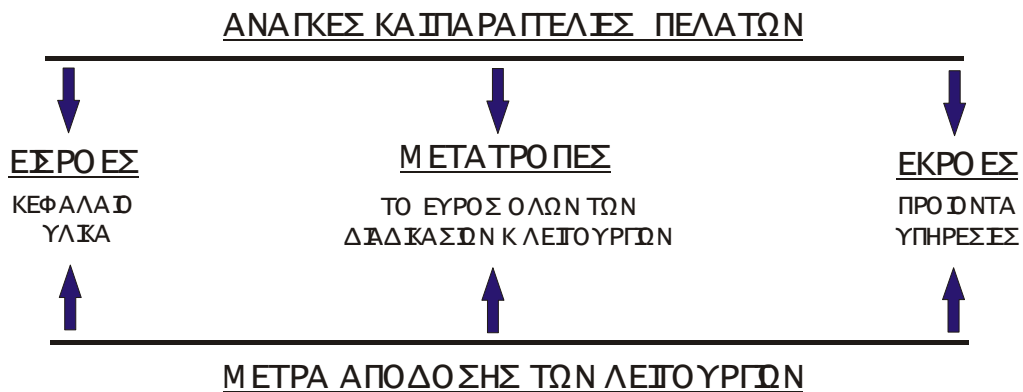 ΑΝΑΓΚΕΣ ΚΑΙ ΠΑΡΑΓΓΕΛΙΕΣ ΠΕΛΑΤΩΝ
ΕΙΣΡΟΕΣ
ΚΕΦΑΛΑΙΟ
ΥΛΙΚΑ
ΜΕΤΑΤΡΟΠΕΣ
ΤΟ ΕΥΡΟΣ ΟΛΩΝ ΤΩΝ
ΔΙΑΔΙΚΑΣΙΩΝ Κ ΛΕΙΤΟΥΡΓΙΩΝ
ΕΚΡΟΕΣ
ΠΡΟΙΟΝΤΑ
ΥΠΗΡΕΣΙΕΣ
ΜΕΤΡΑ ΑΠΟΔΟΣΗΣ ΤΩΝ ΛΕΙΤΟΥΡΓΙΩΝ